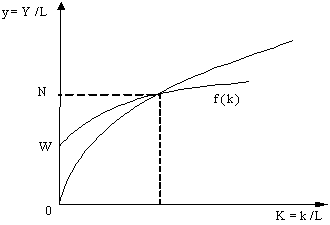 y = Y /L
N
f(k)
W
0
K = k /L